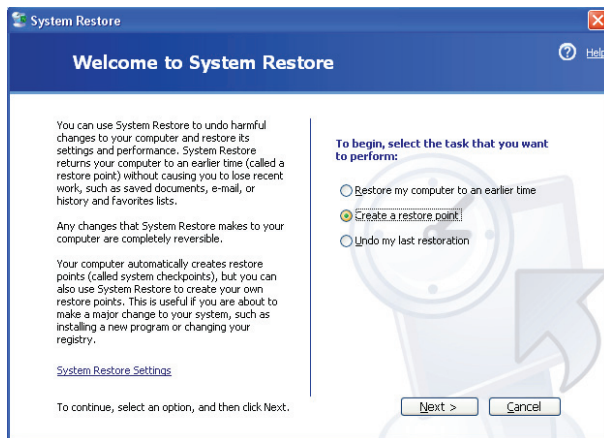 System Restore
Welcome to System Restore
Help
You can use System Restore to undo harmful
changes to your computer and restore its
settings and performance. System Restore
returns your computer to an earlier time (called a
restore point) without causing you to lose recent
work, such as saved documents, e-mail, or
history and favorites lists.
Any changes that System Restore makes to your
computer are completely reversible.
Your computer automatically creates restore
points (called system checkpoints), but you can
also use System Restore to create your own
restore points. This is useful if you are about to
make a major change to your system, such as
installing a new program or changing your
registry.
System Restore Settings
To continue, select an option, and then click Next.
To begin, select the task that you want
to perform:
Restore my computer to an earlier time
Create a restore point
Undo my last restoration
Next >
Cancel